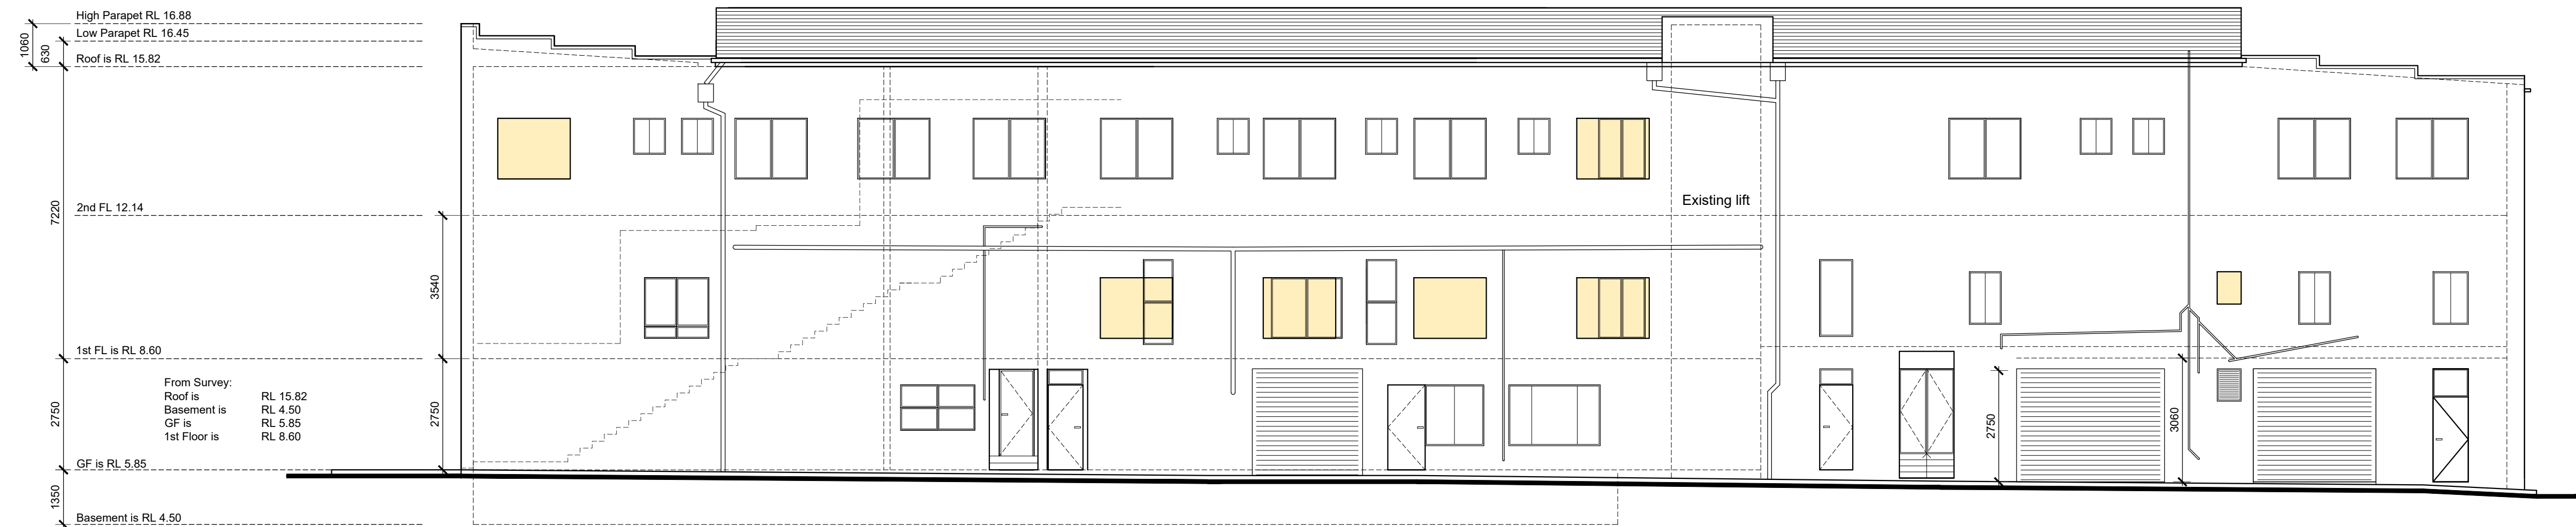 High Parapet RL 16.88
Low Parapet RL 16.45
1060
630
Roof is RL 15.82
Existing lift
7220
2nd FL 12.14
3540
1st FL is RL 8.60
From Survey:
Roof is RL 15.82
Basement is RL 4.50
GF is RL 5.85
1st Floor is RL 8.60
2750
2750
2750
3060
GF is RL 5.85
1350
Basement is RL 4.50